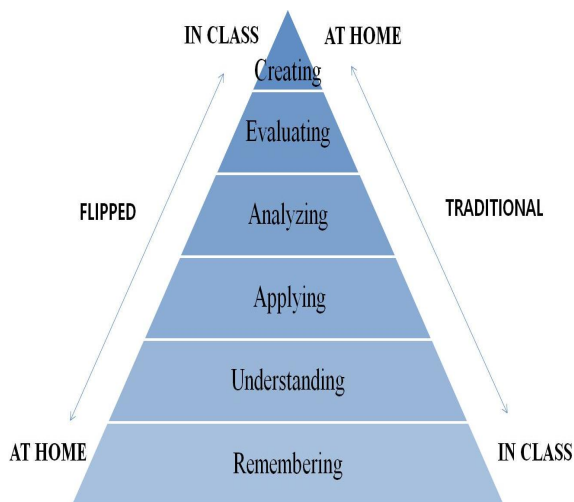 IN CLASS
AT HOME
Creating
Evaluating
FLIPPED
Analyzing
TRADITIONAL
Applying
Understanding
AT HOME
Remembering
IN CLASS